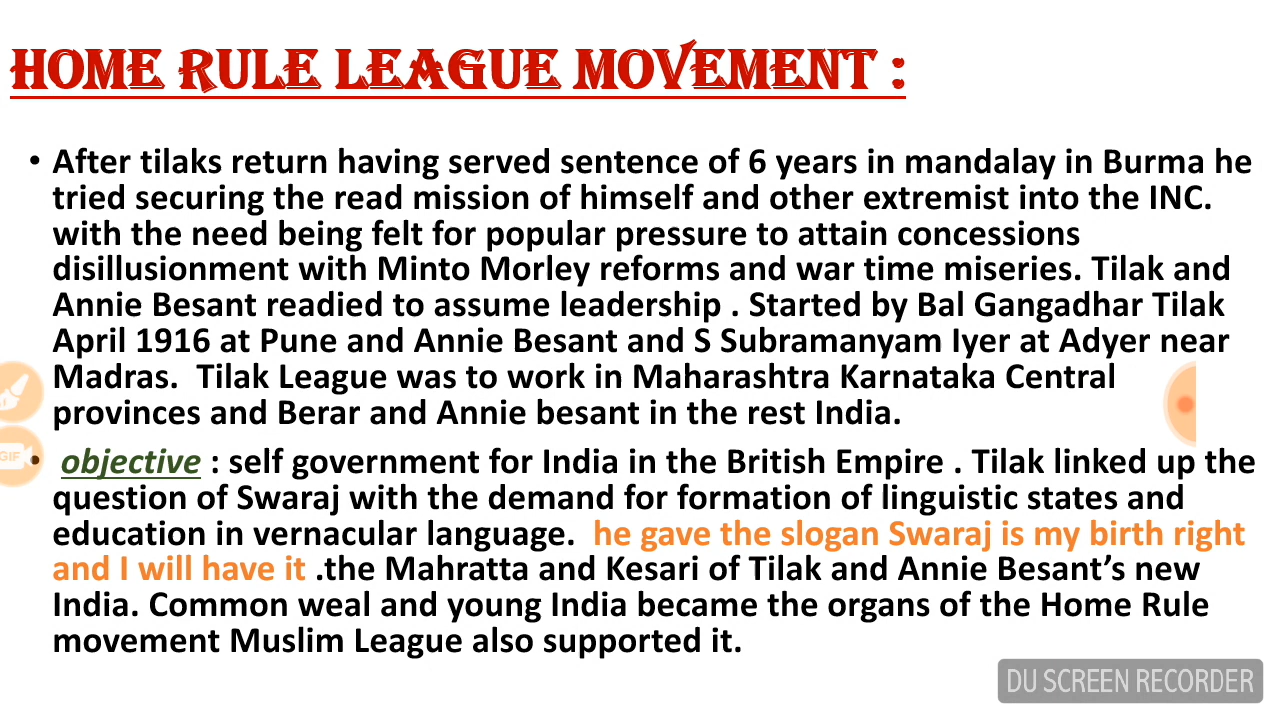 HOME RULE LEAGUE MOVEMENT :
• After tilaks return having served sentence of 6 years in mandalay in Burma he
tried securing the read mission of himself and other extremist into the INC.
with the need being felt for popular pressure to attain concessions
disillusionment with Minto Morley reforms and war time miseries. Tilak and
Annie Besant readied to assume leadership . Started by Bal Gangadhar Tilak
April 1916 at Pune and Annie Besant and S Subramanyam Iyer at Adyer near
Madras.  Tilak League was to work in Maharashtra Karnataka Central
provinces and Berar and Annie besant in the rest India.
• objective : self government for India in the British Empire . Tilak linked up the
question of Swaraj with the demand for formation of linguistic states and
education in vernacular language.  he gave the slogan Swaraj is my birth right
and I will have it .the Mahratta and Kesari of Tilak and Annie Besant’s new
India. Common weal and young India became the organs of the Home Rule
movement Muslim League also supported it.
GIF
DU SCREEN RECORDER